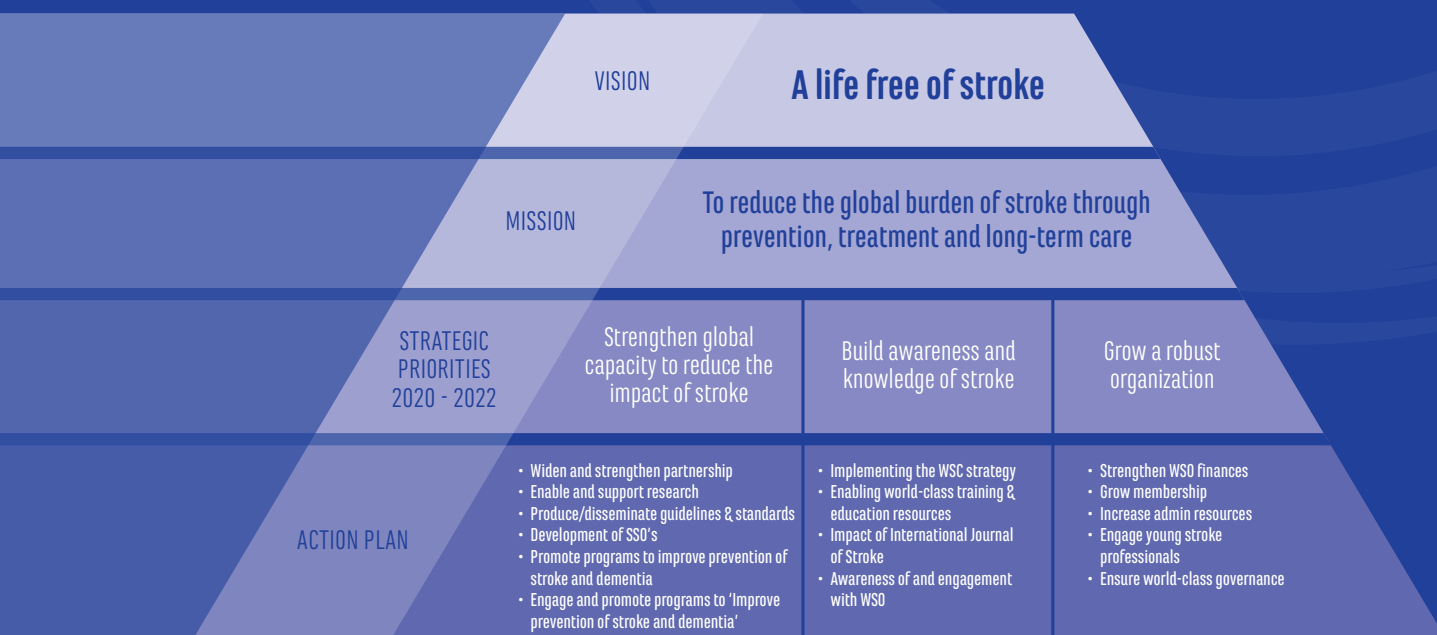 VISION
A life free of stroke
MISSION
To reduce the global burden of stroke through
prevention, treatment and long-term care
STRATEGIC
PRIORITIES
2020 - 2022
Strengthen global
capacity to reduce the
impact of stroke
Build awareness and
knowledge of stroke
Grow a robust
organization
ACTION PLAN
• Widen and strengthen partnership
• Enable and support research
• Produce/disseminate guidelines & standards
• Development of SSO's
• Promote programs to improve prevention of
stroke and dementia
• Engage and promote programs to ‘Improve
prevention of stroke and dementia’
• Implementing the WSC strategy
• Enabling world-class training &
education resources
• Impact of International Journal
of Stroke
• Awareness of and engagement
with WSO
• Strengthen WSO finances
• Grow membership
• Increase admin resources
• Engage young stroke
professionals
• Ensure world-class governance